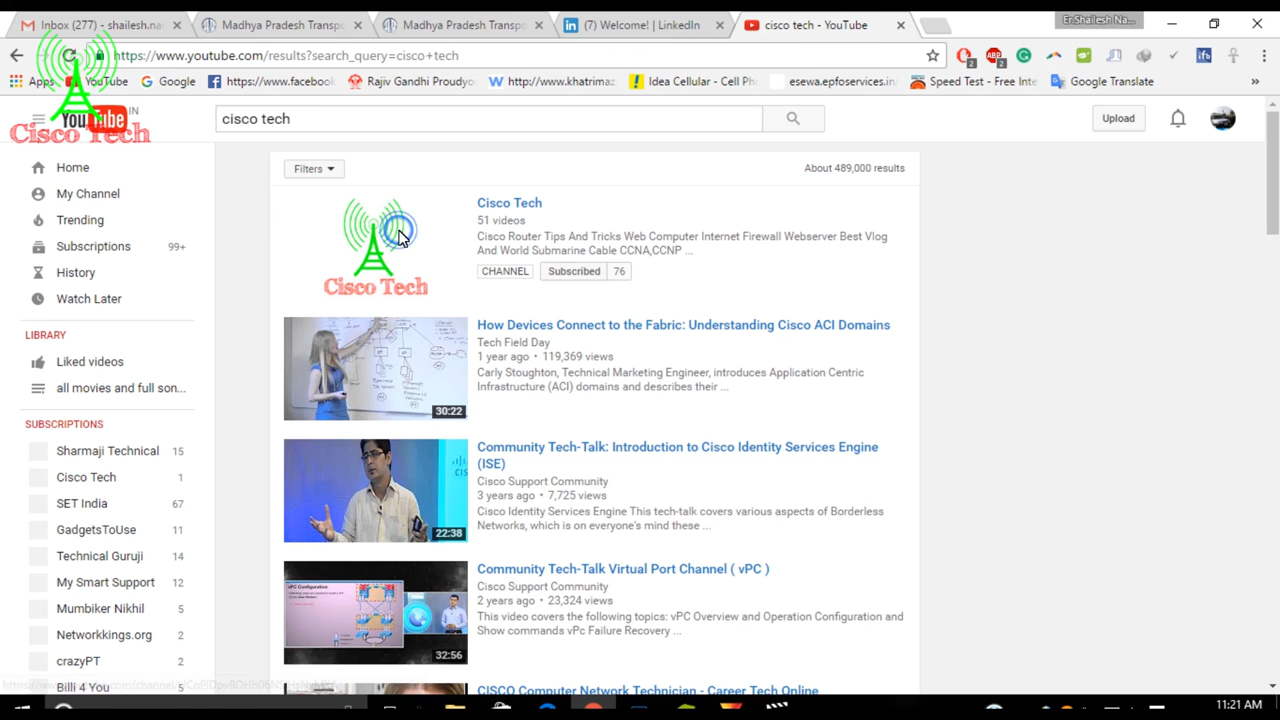 Inbox (277) - shailesh.na
Madhya Pradesh Transpo
Madhya Pradesh Transpo
(7) Welcome! | LinkedIn
cisco tech - YouTube
Er.Shailesh Na...
https://www.youtube.com/results?search_query=cisco+tech
Apps
YouTube
Google
https://www.facebook
Rajiv Gandhi Proudyo
http://www.khatrimaz
Idea Cellular - Cell Ph
esewa.epfoservices.in/
Speed Test - Free Inte
Google Translate
YouTube
IN
Cisco Tech
cisco tech
Upload
Home
My Channel
Trending
Subscriptions 99+
History
Watch Later
LIBRARY
Liked videos
all movies and full son...
SUBSCRIPTIONS
Sharmaji Technical 15
Cisco Tech 1
SET India 67
GadgetsToUse 11
Technical Guruji 14
My Smart Support 12
Mumbiker Nikhil 5
Networkkings.org 2
crazyPT 2
Billi 4 You 5
Filters
About 489,000 results
Cisco Tech
Cisco Tech
51 videos
Cisco Router Tips And Tricks Web Computer Internet Firewall Webserver Best Vlog
And World Submarine Cable CCNA,CCNP ...
CHANNEL Subscribed 76
How Devices Connect to the Fabric: Understanding Cisco ACI Domains
Tech Field Day
1 year ago • 119,369 views
Carly Stoughton, Technical Marketing Engineer, introduces Application Centric
Infrastructure (ACI) domains and describes their ...
30:22
Community Tech-Talk: Introduction to Cisco Identity Services Engine
(ISE)
Cisco Support Community
3 years ago • 7,725 views
Cisco Identity Services Engine This tech-talk covers various aspects of Borderless
Networks, which is on everyone's mind these ...
22:38
Community Tech-Talk Virtual Port Channel ( vPC )
Cisco Support Community
2 years ago • 23,324 views
This video covers the following topics: vPC Overview and Operation Configuration and
Show commands vPc Failure Recovery ...
vPC Configuration
32:56
CISCO Computer Network Technician - Career Tech Online
11:21 AM